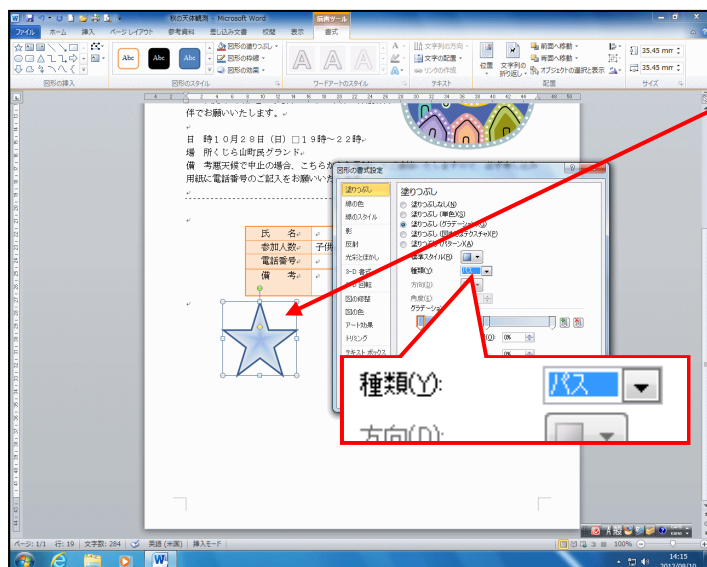 秋の天体観測 - Microsoft Word
描画ツール
ファイル ホーム 挿入 ページ レイアウト 参考資料 差し込み文書 校閲 表示 書式
Abc Abc Abc
図形の塗りつぶし
図形の枠線
図形の効果
A A A
文字列の方向
文字の配置
リンクの作成
位置
文字列の折り返し
前面へ移動
背面へ移動
オブジェクトの選択と表示
35.45 mm
35.45 mm
図形の挿入 図形のスタイル ワードアートのスタイル テキスト 配置 サイズ
伴でお願いいたします。
日 時10月28日（日）□19時～22時
場 所くじら山町民グランド
備 考悪天候で中止の場合、こちらか
用紙に電話番号のご記入をお願いいた
氏 名
参加人数 子供
電話番号
備 考
図形の書式設定
塗りつぶし
線の色
線のスタイル
影
反射
光彩とぼかし
3-D 書式
3-D 回転
図の修整
図の色
アート効果
トリミング
テキスト ボックス
塗りつぶし
塗りつぶしなし(N)
塗りつぶし (単色)(S)
塗りつぶし (グラデーション)(G)
塗りつぶし (図またはテクスチャ)(P)
塗りつぶし (パターン)(A)
標準スタイル(R):
種類(Y): パス
方向(D):
角度(E):
グラデーション
0%
0%
種類(Y): パス
方向(D):
ページ: 1/1 行: 19 文字数: 284 英語 (米国) 挿入モード 100%
A 般
KANA
14:15
2012/08/10